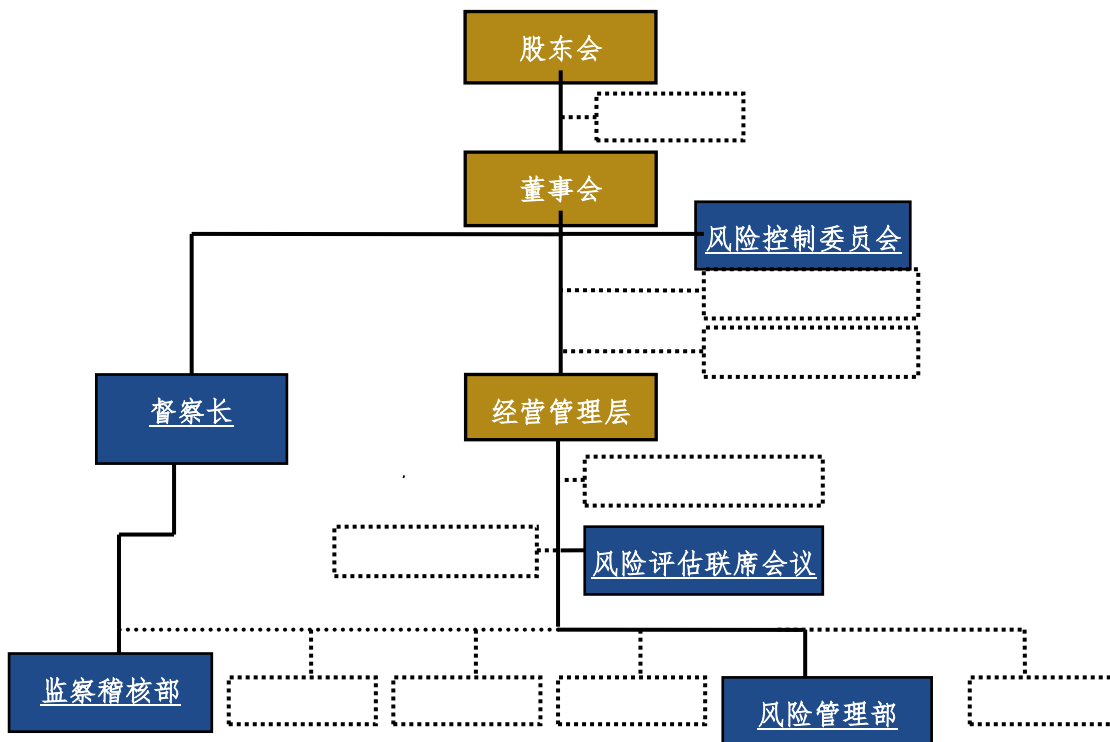 股东会
董事会
风险控制委员会
督察长
经营管理层
风险评估联席会议
监察稽核部
风险管理部